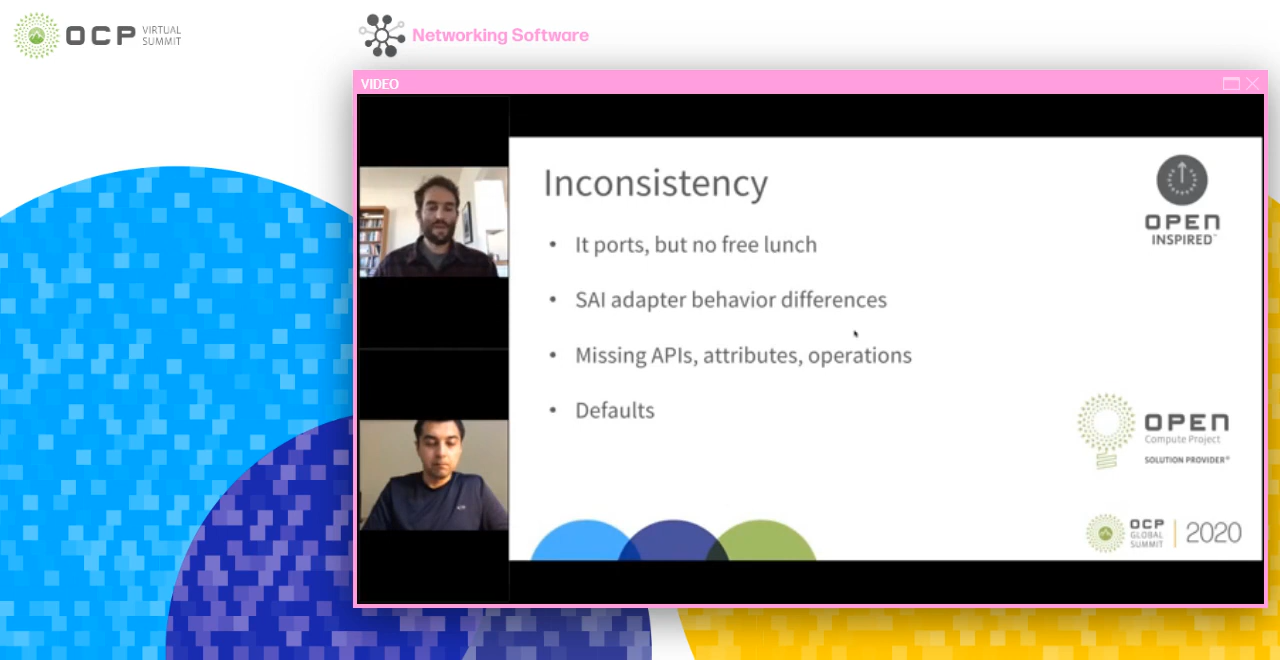 OCP VIRTUAL SUMMIT
Networking Software
VIDEO
Inconsistency
• It ports, but no free lunch
• SAI adapter behavior differences
• Missing APIs, attributes, operations
• Defaults
OPEN
INSPIRED™
OPEN
Compute Project
SOLUTION PROVIDER®
OCP
GLOBAL
SUMMIT
2020